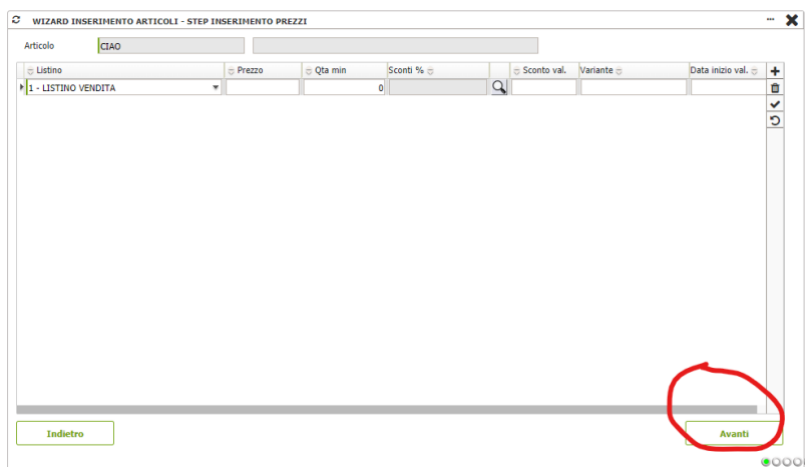 WIZARD INSERIMENTO ARTICOLI - STEP INSERIMENTO PREZZI
Articolo CIAO
Listino Prezzo Qta min Sconti % Sconto val. Variante Data inizio val.
1 - LISTINO VENDITA 0
Indietro Avanti